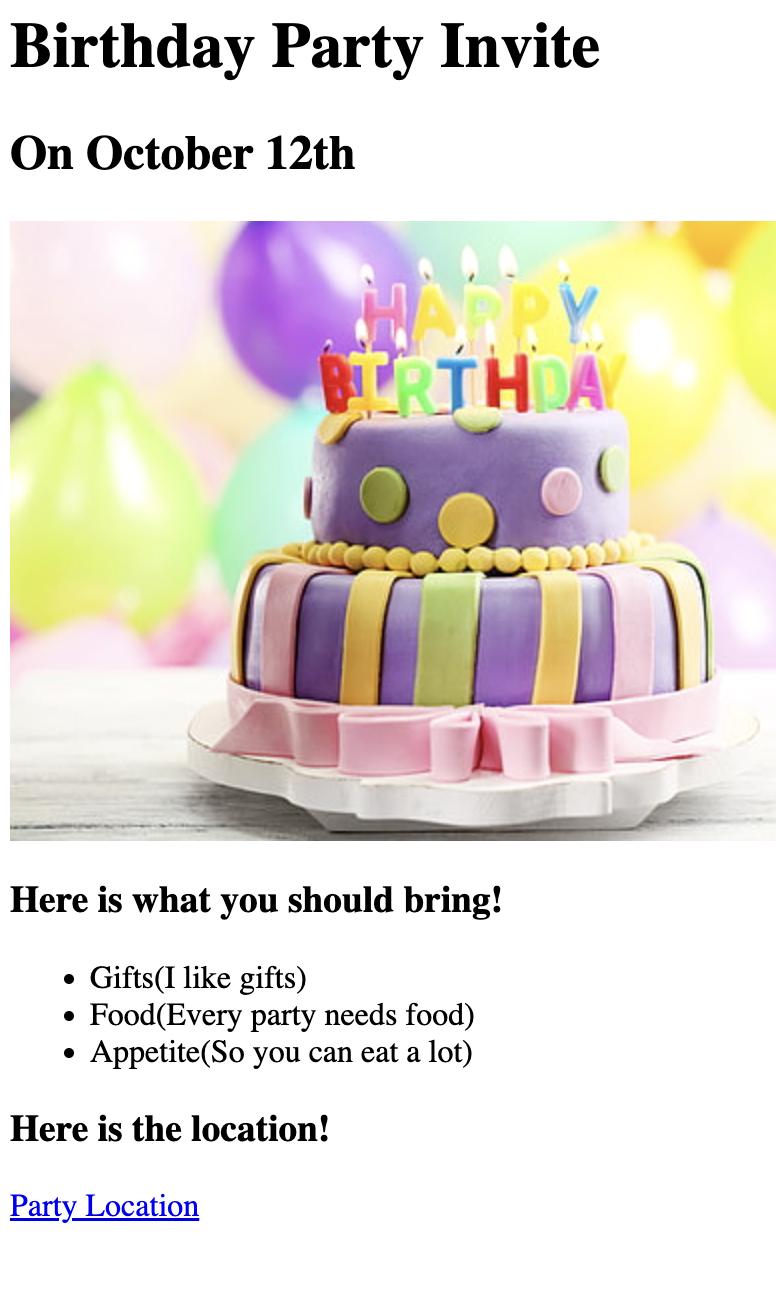 Birthday Party Invite
On October 12th
HAPPY
BIRTHDAY
Here is what you should bring!
Gifts(I like gifts)
Food(Every party needs food)
Appetite(So you can eat a lot)
Here is the location!
Party Location